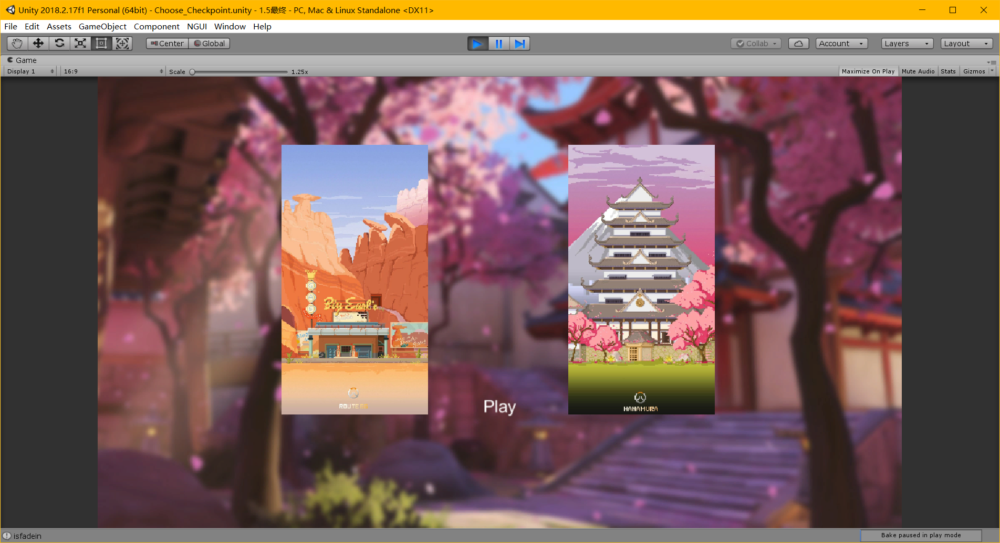 Unity 2018.2.17f1 Personal (64bit) - Choose_Checkpoint.unity - 1.5最终 - PC, Mac & Linux Standalone <DX11>
File Edit Assets GameObject Component NGUI Window Help
Center Global Collab Account Layers Layout
Game
Display 1 16:9 Scale 1.25x Maximize On Play Mute Audio Stats Gizmos
GAS
Big Earl's
Play
ROUTE 66
HANAMURA
isfadein
Bake paused in play mode